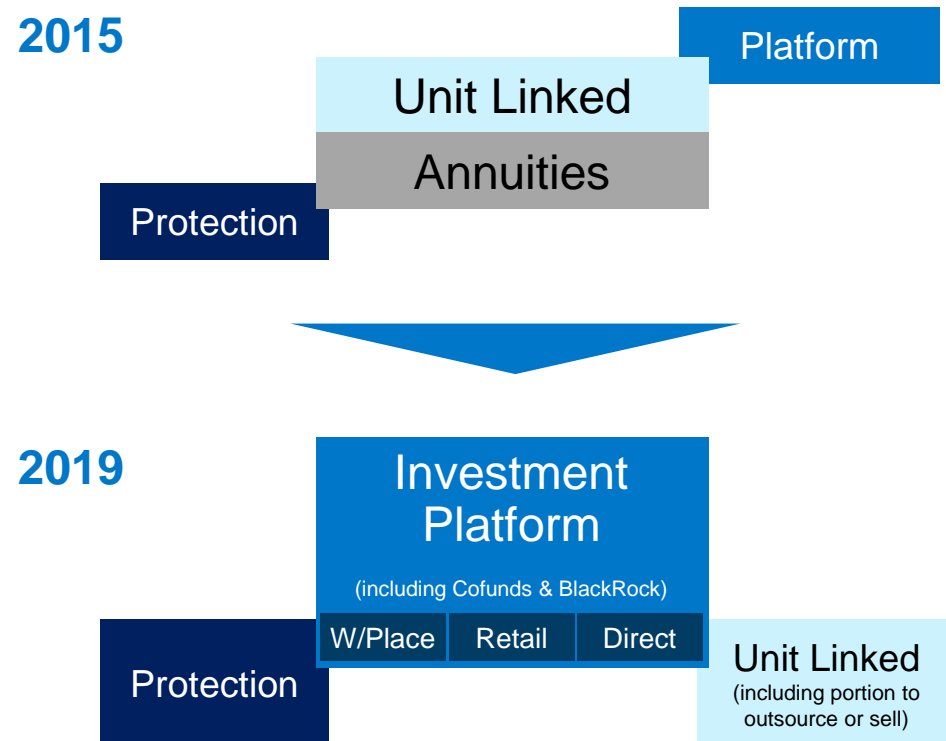 2015
Platform
Unit Linked
Annuities
Protection
2019
Investment
Platform
(including Cofunds & BlackRock)
W/Place Retail Direct
Protection
Unit Linked
(including portion to
outsource or sell)